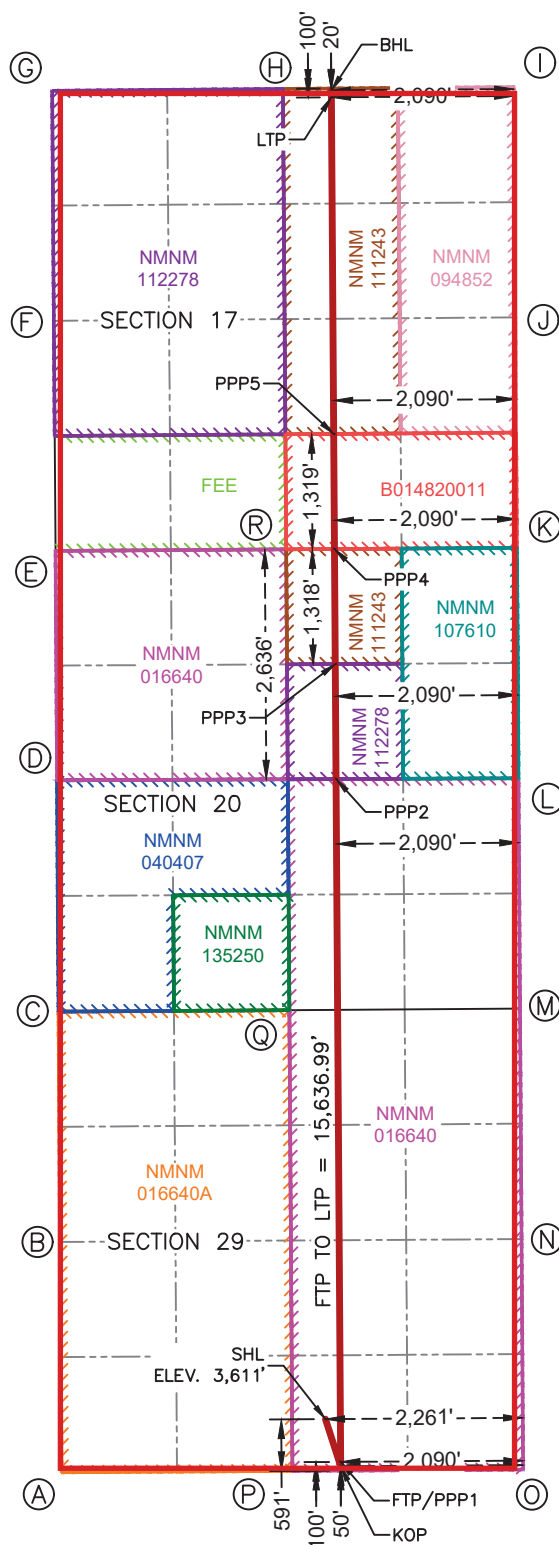 100'
20'
BHL
G
H
I
2,090'
LTP
NMNM
112278
NMNM
111243
NMNM
094852
F
SECTION 17
J
PPP5
2,090'
FEE
1,319'
B014820011
R
2,090'
K
E
PPP4
1,318'
NMNM
111243
NMNM
107610
NMNM
016640
2,636'
PPP3
2,090'
NMNM
112278
D
SECTION 20
PPP2
L
NMNM
040407
2,090'
NMNM
135250
C
Q
M
FTP TO LTP = 15,636.99'
NMNM
016640
NMNM
016640A
B
SECTION 29
N
SHL
ELEV. 3,611'
2,261'
2,090'
591'
100'
50'
A
P
FTP/PPP1
O
KOP